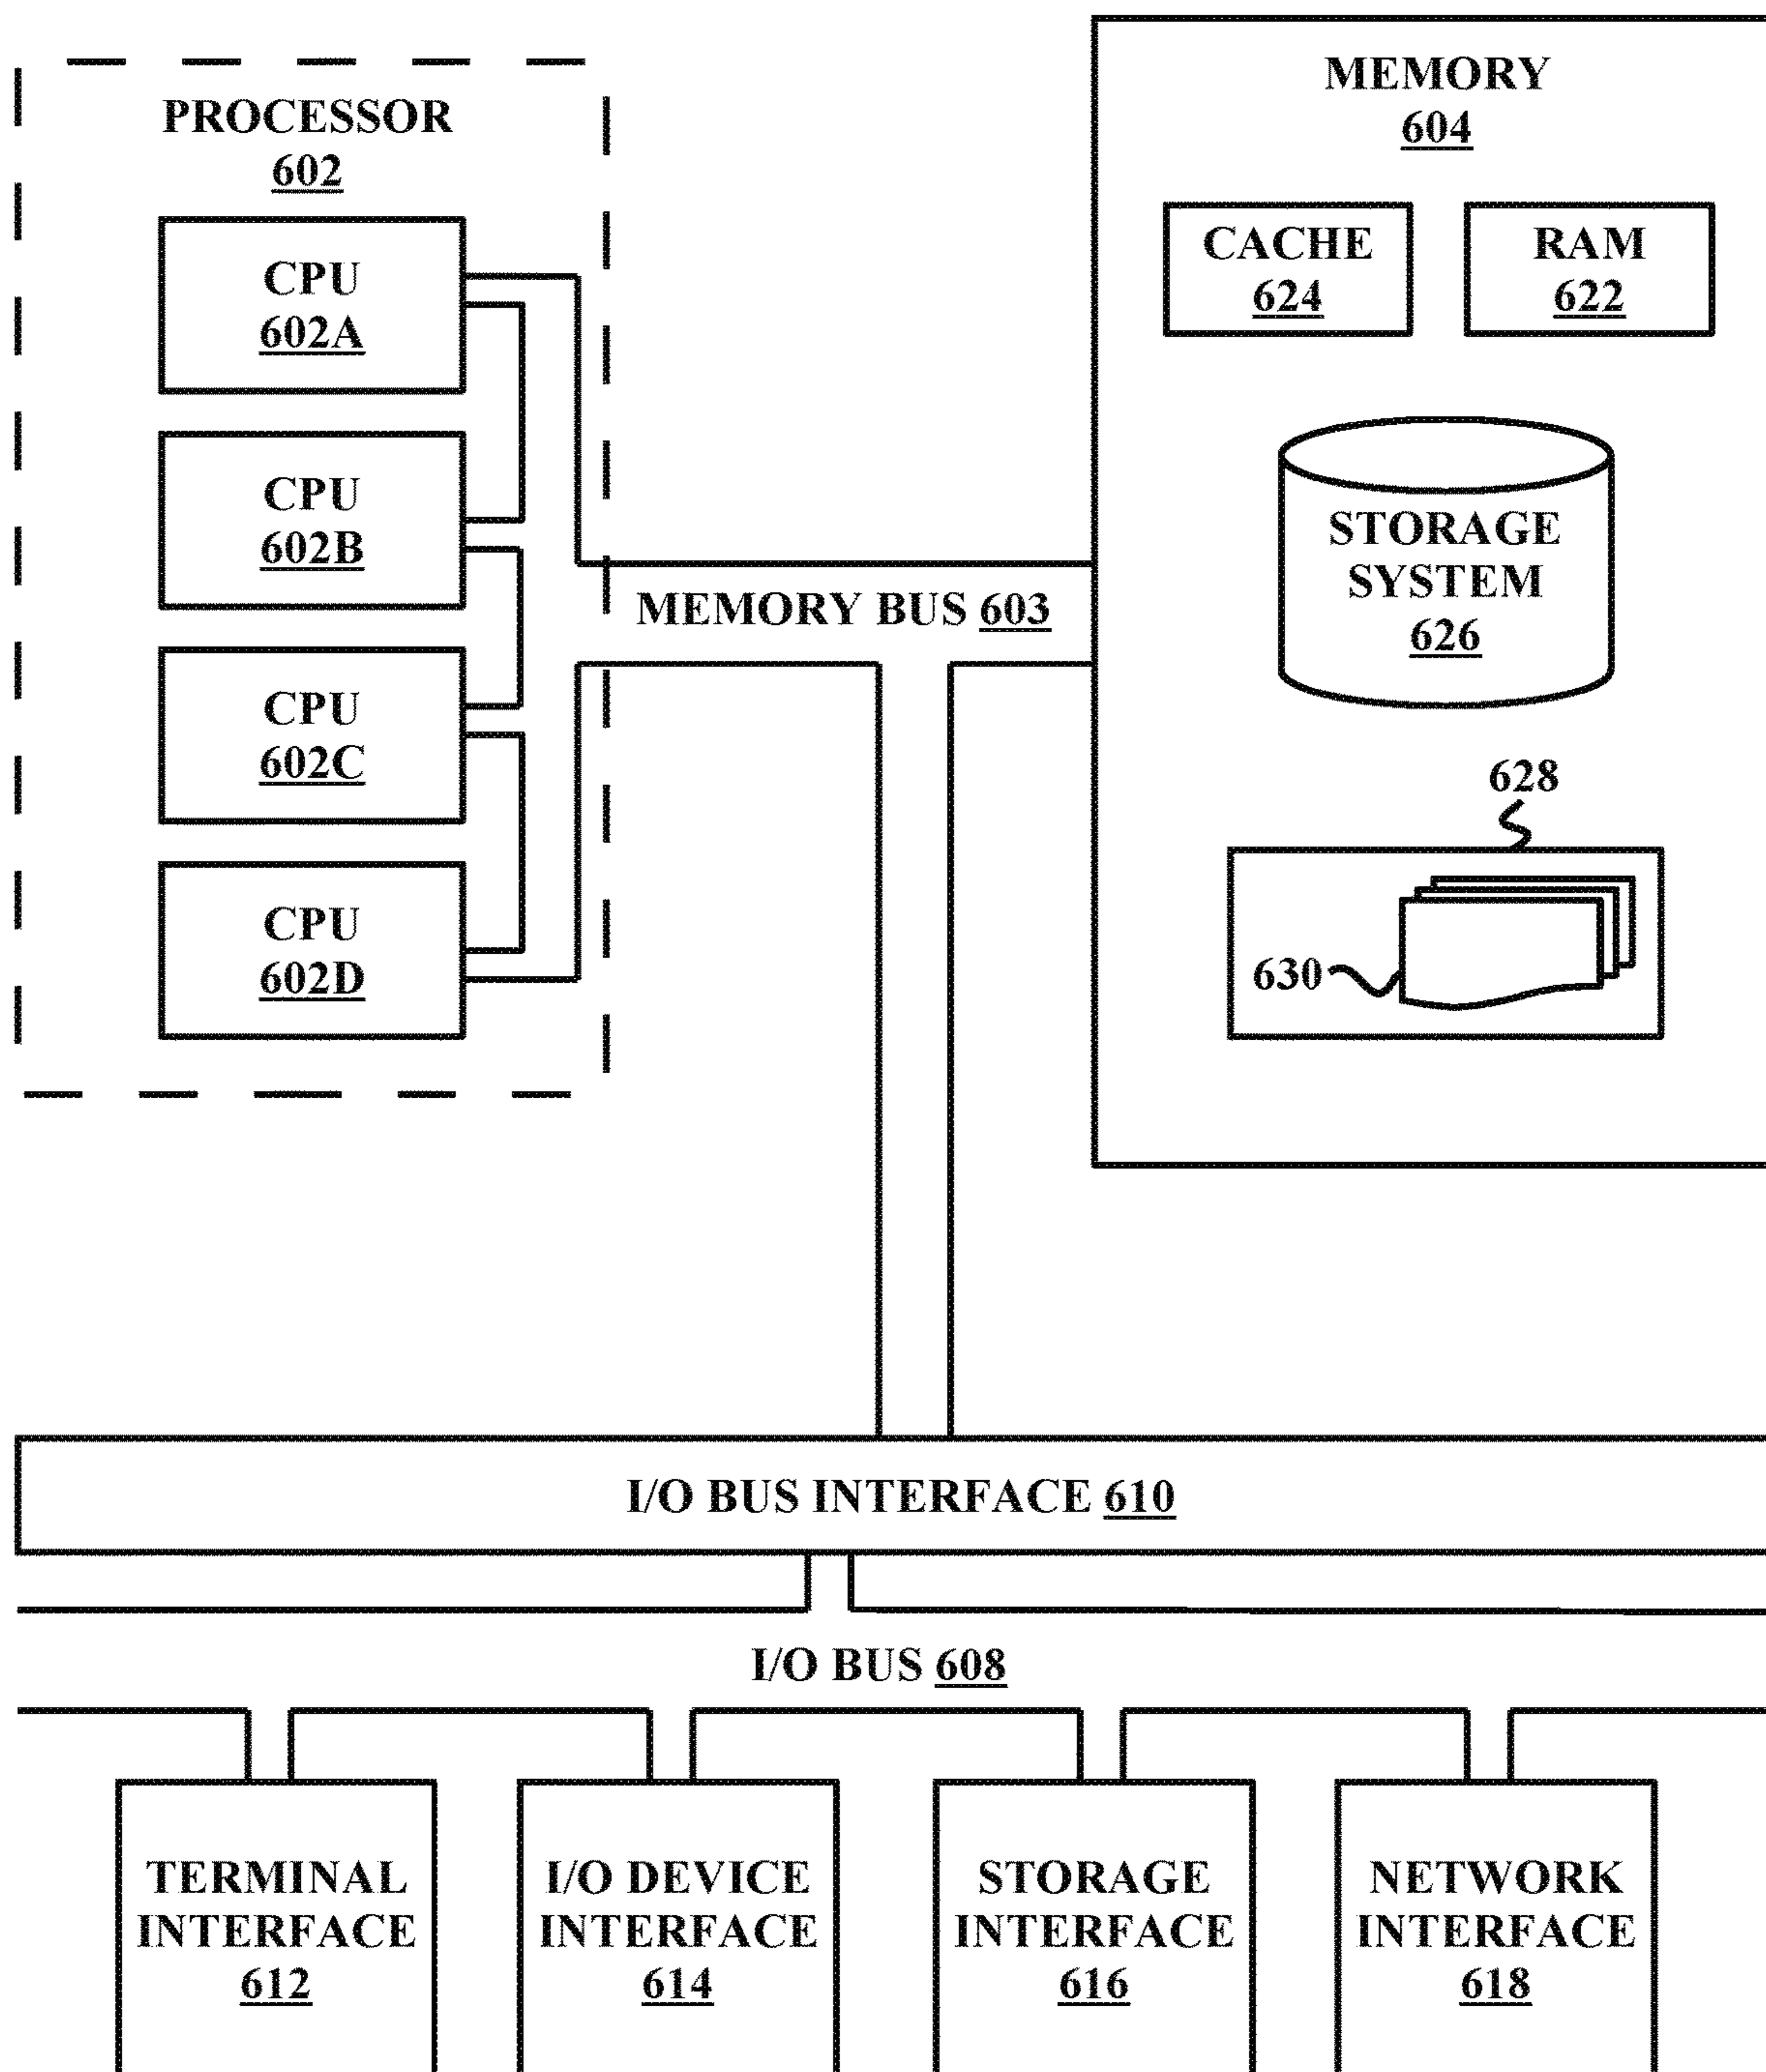 PROCESSOR
602
CPU
602A
CPU
602B
CPU
602C
CPU
602D
MEMORY BUS 603
MEMORY
604
CACHE
624
RAM
622
STORAGE
SYSTEM
626
628
630
I/O BUS INTERFACE 610
I/O BUS 608
TERMINAL
INTERFACE
612
I/O DEVICE
INTERFACE
614
STORAGE
INTERFACE
616
NETWORK
INTERFACE
618